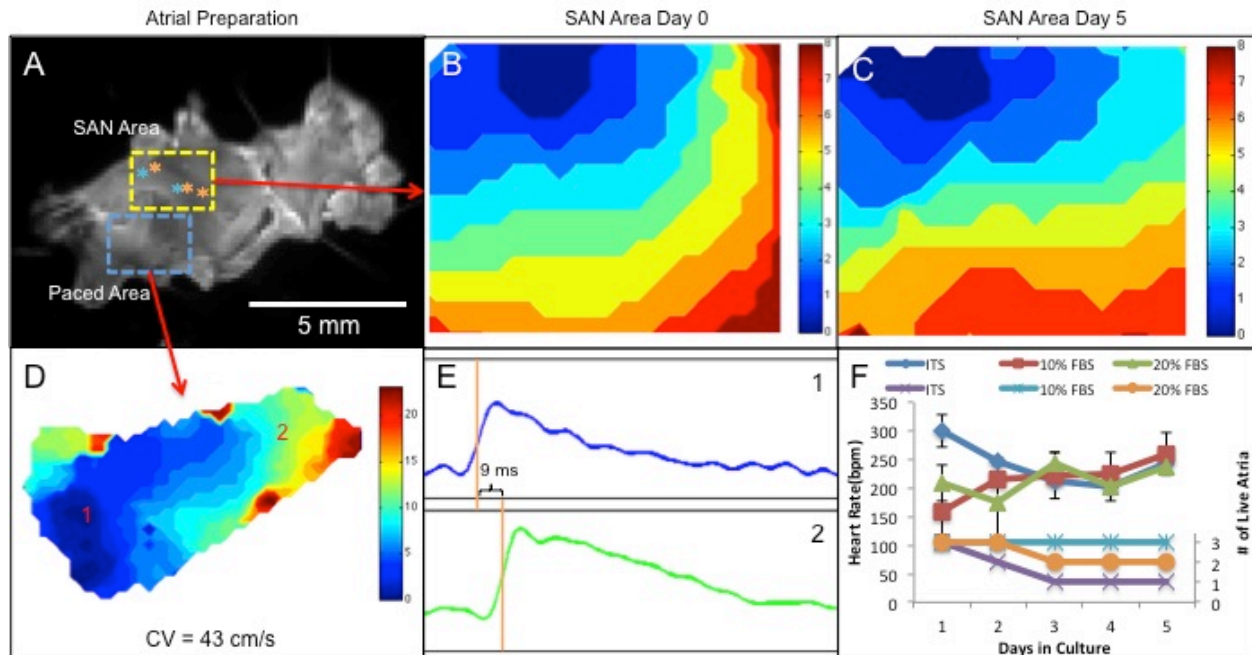 Atrial Preparation
SAN Area Day 0
SAN Area Day 5
A
SAN Area
*
*
*
*
*
Paced Area
5 mm
B
8
7
6
5
4
3
2
1
0
C
8
7
6
5
4
3
2
1
0
D
1
2
20
15
10
5
0
CV = 43 cm/s
E
1
9 ms
2
F
ITS
10% FBS
20% FBS
ITS
10% FBS
20% FBS
Heart Rate(bpm)
350
300
250
200
150
100
50
0
3
2
1
0
# of Live Atria
1 2 3 4 5
Days in Culture